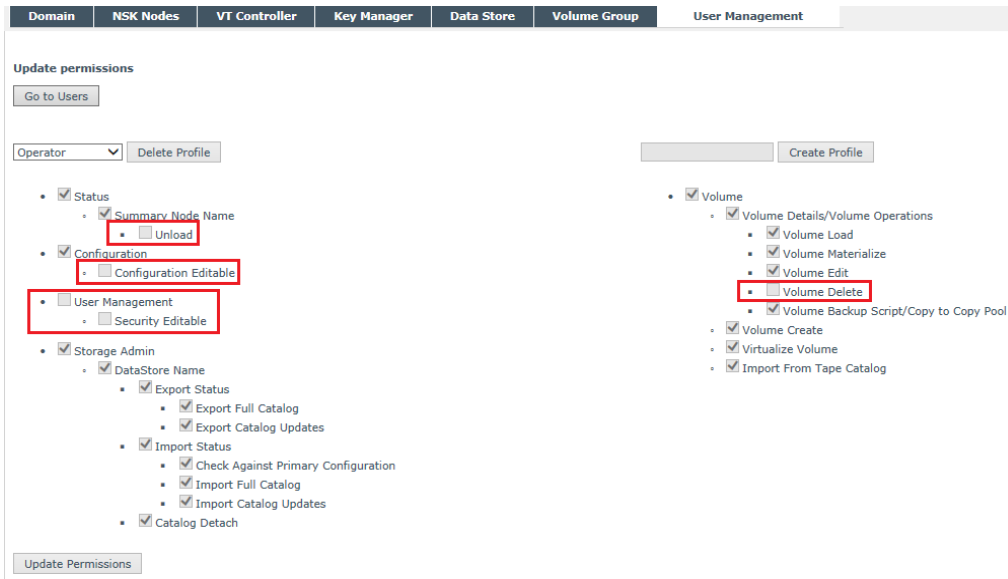 Domain NSK Nodes VT Controller Key Manager Data Store Volume Group User Management
Update permissions
Go to Users
Operator Delete Profile
Create Profile
Status
Summary Node Name
Unload
Configuration
Configuration Editable
User Management
Security Editable
Storage Admin
DataStore Name
Export Status
Export Full Catalog
Export Catalog Updates
Import Status
Check Against Primary Configuration
Import Full Catalog
Import Catalog Updates
Catalog Detach
Volume
Volume Details/Volume Operations
Volume Load
Volume Materialize
Volume Edit
Volume Delete
Volume Backup Script/Copy to Copy Pool
Volume Create
Virtualize Volume
Import From Tape Catalog
Update Permissions